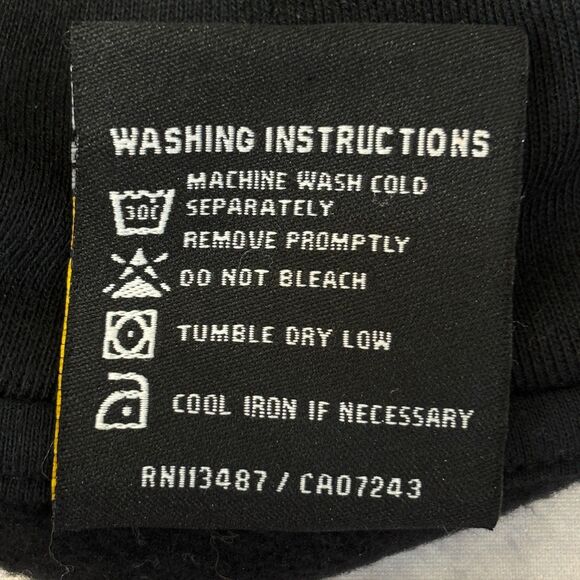 WASHING INSTRUCTIONS
MACHINE WASH COLD
30C SEPARATELY
REMOVE PROMPTLY
DO NOT BLEACH
TUMBLE DRY LOW
COOL IRON IF NECESSARY
RN113487 / CA07243